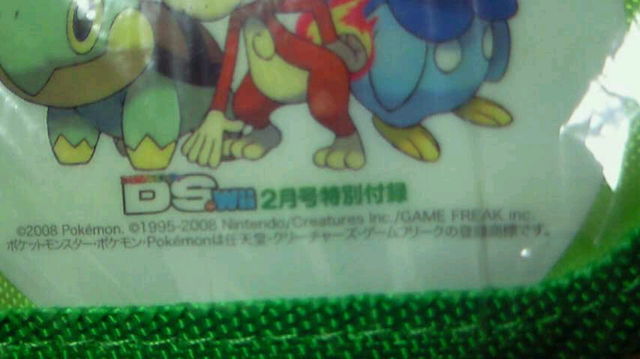 DS&Wii 2月号特別付録
©2008 Pokémon. ©1995-2008 Nintendo/Creatures Inc./GAME FREAK inc.
ポケットモンスター・ポケモン・Pokémonは任天堂・クリーチャーズ・ゲームフリークの登録商標です。